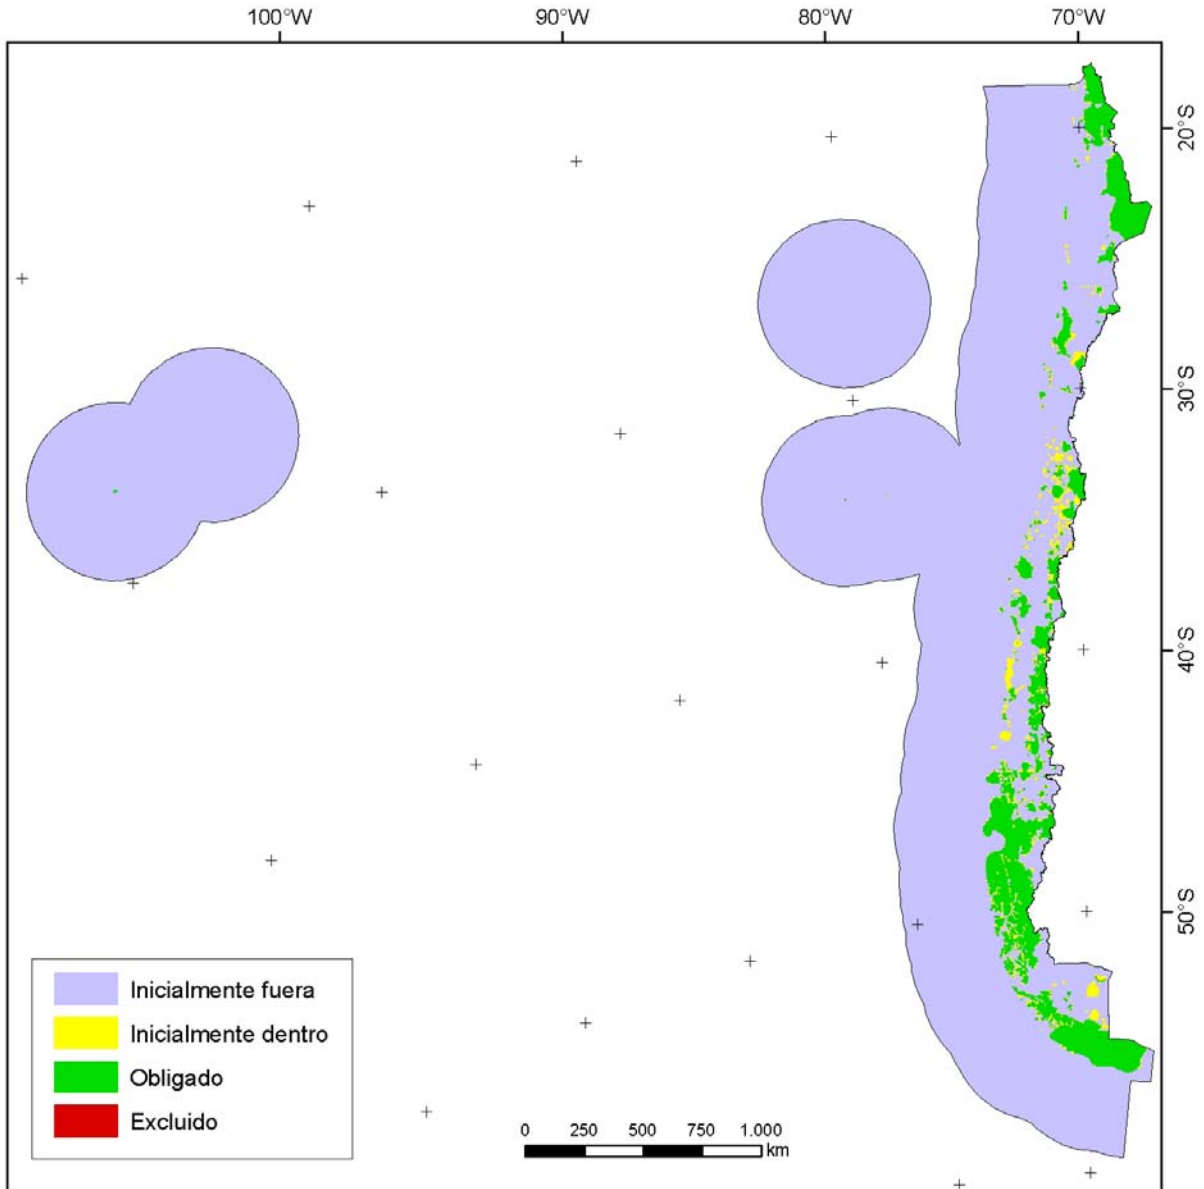 100°W 90°W 80°W 70°W
20°S
30°S
40°S
50°S
Inicialmente fuera
Inicialmente dentro
Obligado
Excluido
0 250 500 750 1.000
km